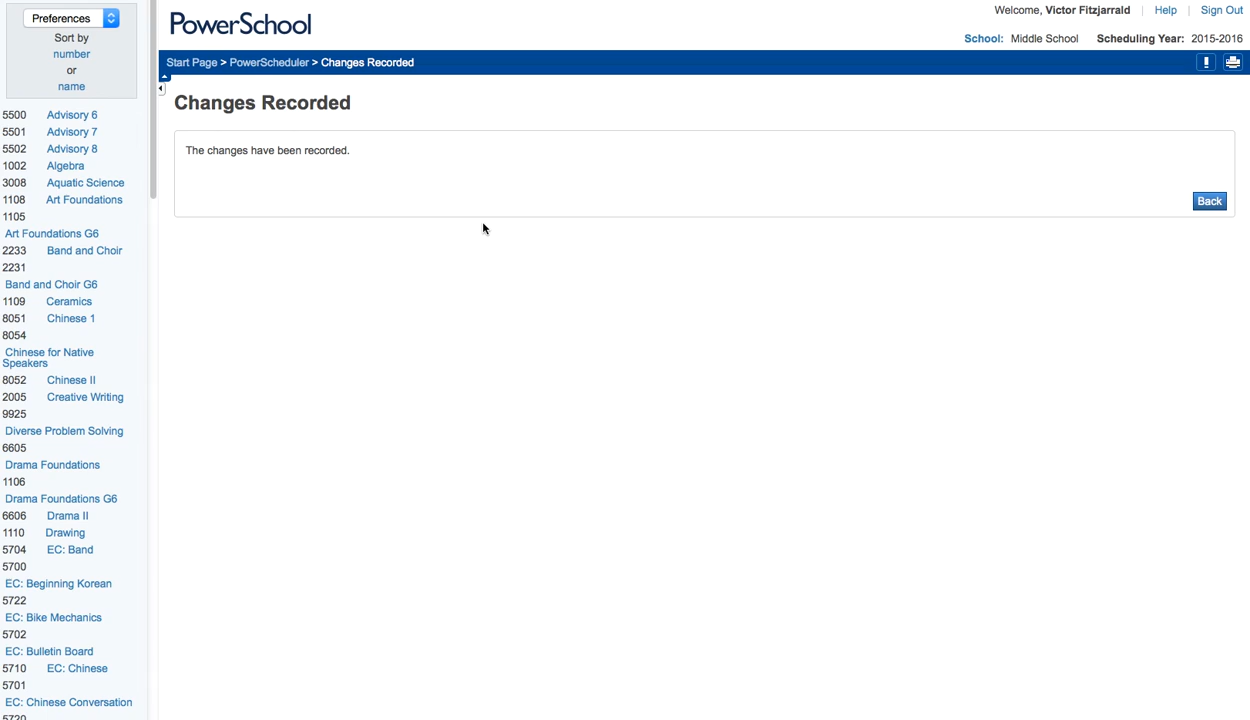 Preferences
Sort by
number
or
name
5500 Advisory 6
5501 Advisory 7
5502 Advisory 8
1002 Algebra
3008 Aquatic Science
1108 Art Foundations
1105
Art Foundations G6
2233 Band and Choir
2231
Band and Choir G6
1109 Ceramics
8051 Chinese 1
8054
Chinese for Native
Speakers
8052 Chinese II
2005 Creative Writing
9925
Diverse Problem Solving
6605
Drama Foundations
1106
Drama Foundations G6
6606 Drama II
1110 Drawing
5704 EC: Band
5700
EC: Beginning Korean
5722
EC: Bike Mechanics
5702
EC: Bulletin Board
5710 EC: Chinese
5701
EC: Chinese Conversation
5720
PowerSchool
Welcome, Victor Fitzjarrald | Help | Sign Out
School: Middle School Scheduling Year: 2015-2016
Start Page > PowerScheduler > Changes Recorded
Changes Recorded
The changes have been recorded.
Back